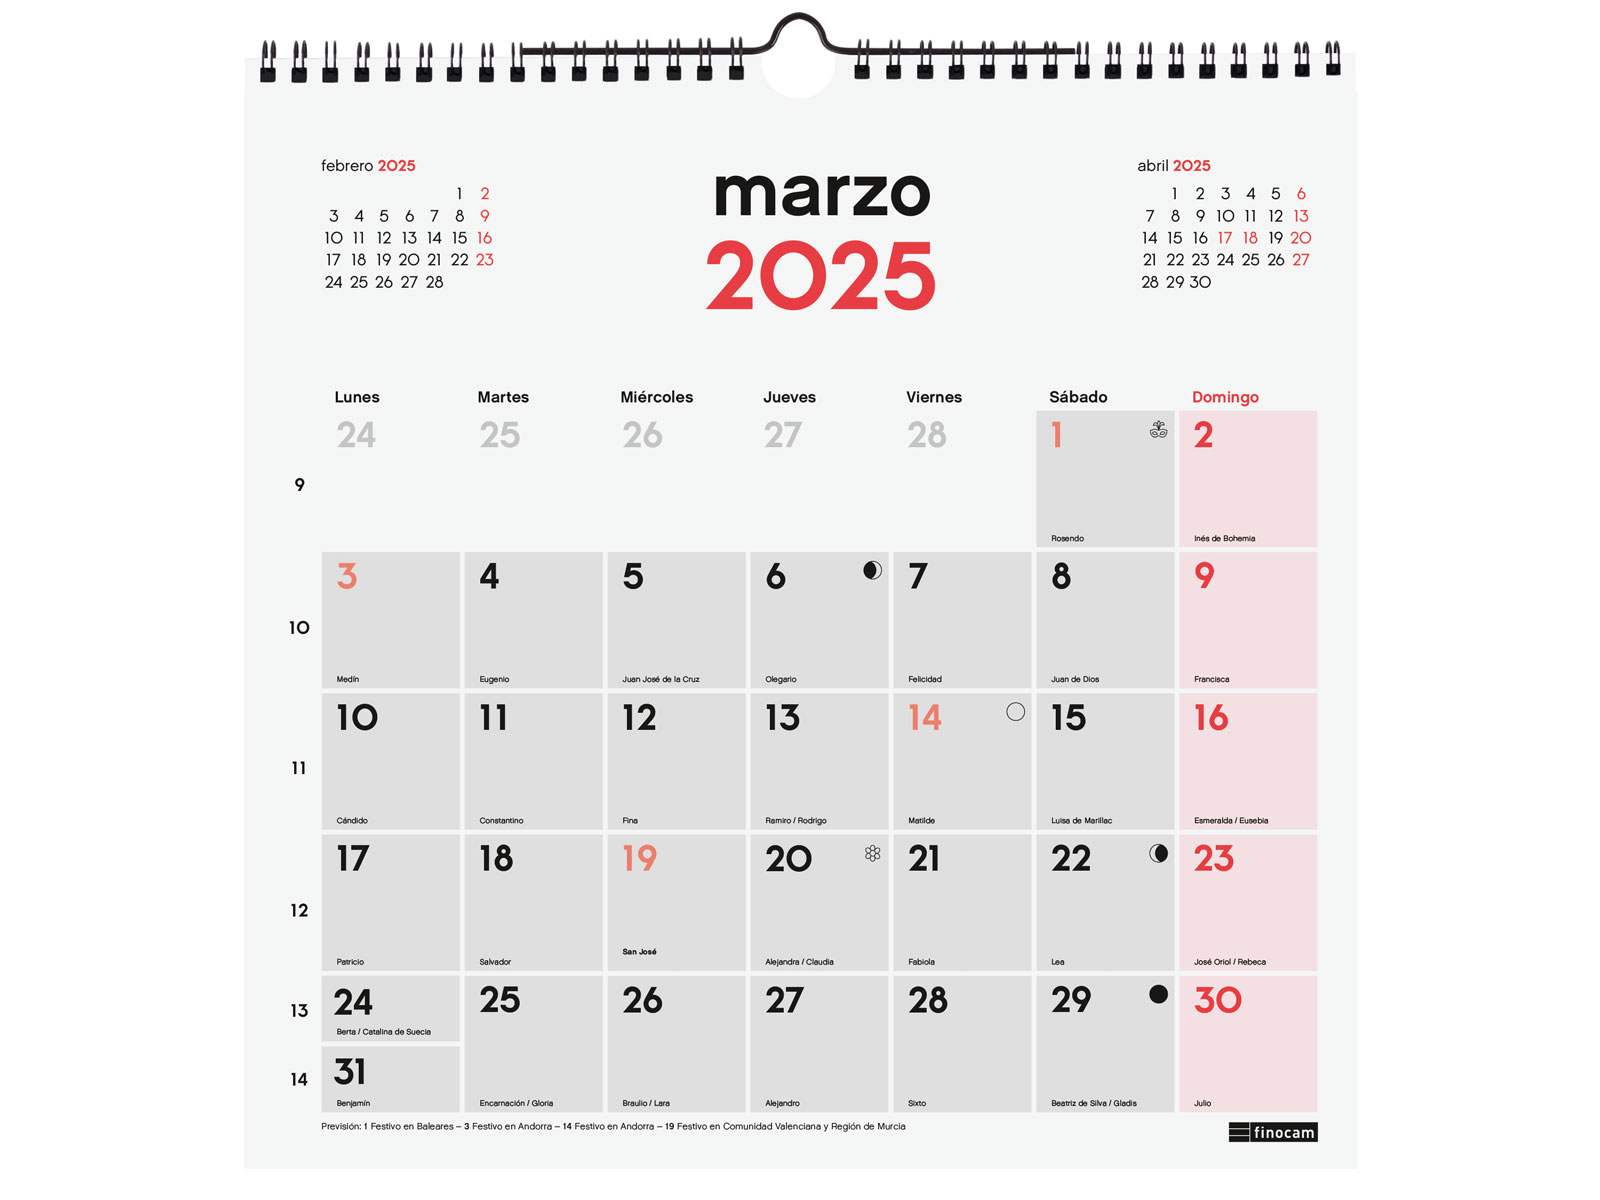 febrero 2025
1 2
3 4 5 6 7 8 9
10 11 12 13 14 15 16
17 18 19 20 21 22 23
24 25 26 27 28
marzo
2025
abril 2025
1 2 3 4 5 6
7 8 9 10 11 12 13
14 15 16 17 18 19 20
21 22 23 24 25 26 27
28 29 30
Lunes Martes Miércoles Jueves Viernes Sábado Domingo
24 25 26 27 28 1 2
9
Rosendo Inés de Bohemia
3 4 5 6 7 8 9
10
Medín Eugenio Juan José de la Cruz Olegario Felicidad Juan de Dios Francisca
10 11 12 13 14 15 16
11
Cándido Constantino Fina Ramiro / Rodrigo Matilde Luisa de Marillac Esmeralda / Eusebia
17 18 19 20 21 22 23
12
San José
Patricio Salvador Alejandra / Claudia Fabiola Lea José Oriol / Rebeca
24 25 26 27 28 29 30
13
Berta / Catalina de Suecia
31
14
Benjamín Encarnación / Gloria Braulio / Lara Alejandro Sixto Beatriz de Silva / Gladis Julio
Previsión: 1 Festivo en Baleares – 3 Festivo en Andorra – 14 Festivo en Andorra – 19 Festivo en Comunidad Valenciana y Región de Murcia
finocam